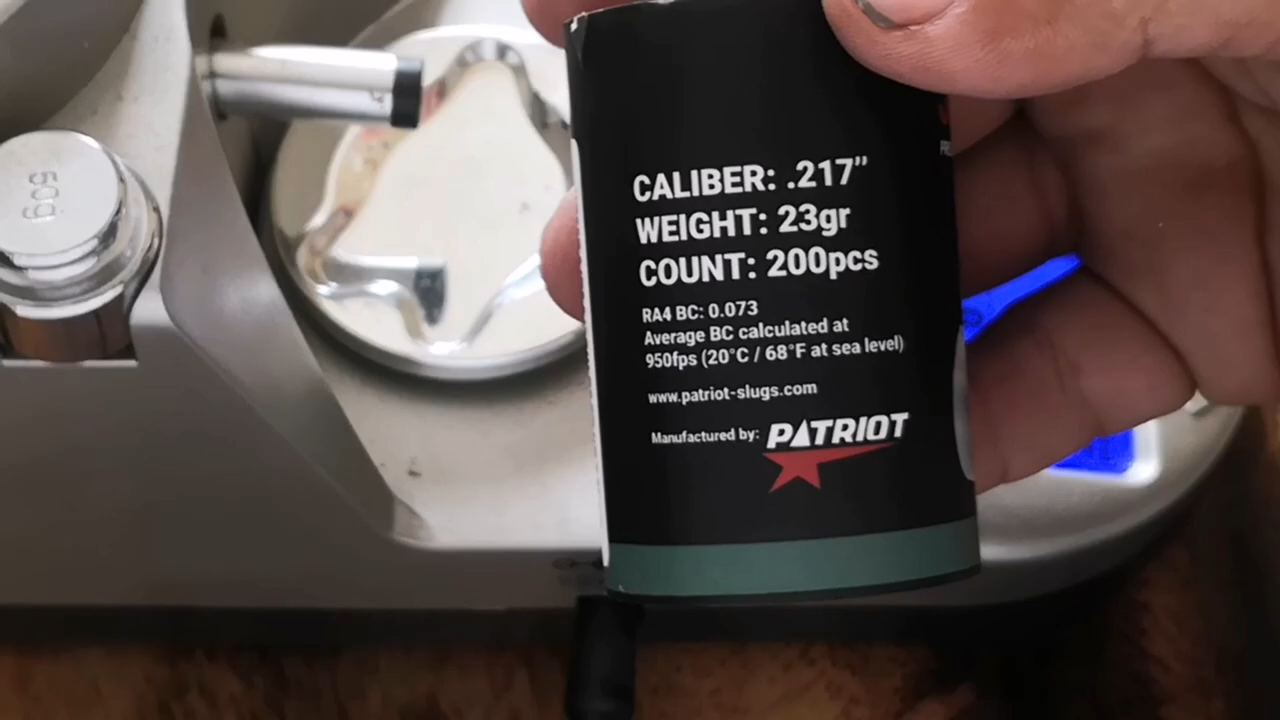 50g
CALIBER: .217”
WEIGHT: 23gr
COUNT: 200pcs
RA4 BC: 0.073
Average BC calculated at
950fps (20°C / 68°F at sea level)
www.patriot-slugs.com
Manufactured by: PATRIOT